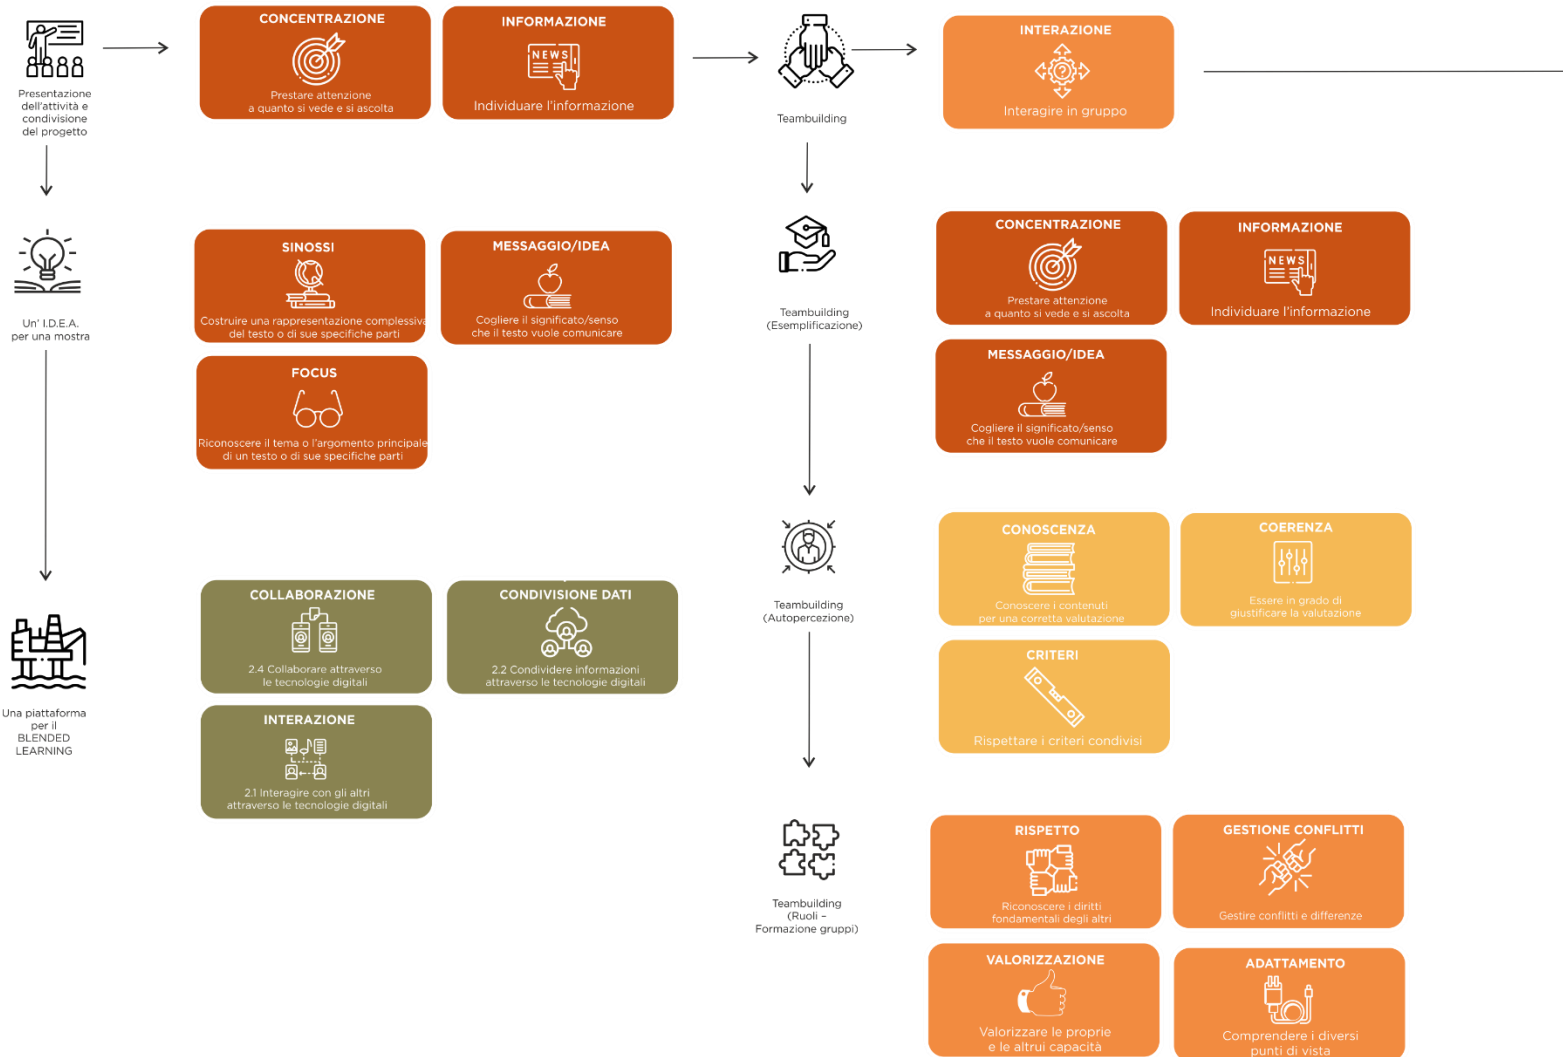 Presentazione
dell'attività e
condivisione
del progetto
CONCENTRAZIONE
Prestare attenzione
a quanto si vede e si ascolta
INFORMAZIONE
NEWS
Individuare l'informazione
Teambuilding
INTERAZIONE
?
Interagire in gruppo
Un' I.D.E.A.
per una mostra
SINOSSI
Costruire una rappresentazione complessiva
del testo o di sue specifiche parti
MESSAGGIO/IDEA
Cogliere il significato/senso
che il testo vuole comunicare
FOCUS
Riconoscere il tema o l'argomento principale
di un testo o di sue specifiche parti
Teambuilding
(Esemplificazione)
CONCENTRAZIONE
Prestare attenzione
a quanto si vede e si ascolta
INFORMAZIONE
NEWS
Individuare l'informazione
MESSAGGIO/IDEA
Cogliere il significato/senso
che il testo vuole comunicare
Una piattaforma
per il
BLENDED
LEARNING
COLLABORAZIONE
2.4 Collaborare attraverso
le tecnologie digitali
CONDIVISIONE DATI
2.2 Condividere informazioni
attraverso le tecnologie digitali
INTERAZIONE
2.1 Interagire con gli altri
attraverso le tecnologie digitali
Teambuilding
(Autopercezione)
CONOSCENZA
Conoscere i contenuti
per una corretta valutazione
COERENZA
Essere in grado di
giustificare la valutazione
CRITERI
Rispettare i criteri condivisi
Teambuilding
(Ruoli –
Formazione gruppi)
RISPETTO
Riconoscere i diritti
fondamentali degli altri
GESTIONE CONFLITTI
Gestire conflitti e differenze
VALORIZZAZIONE
Valorizzare le proprie
e le altrui capacità
ADATTAMENTO
Comprendere i diversi
punti di vista